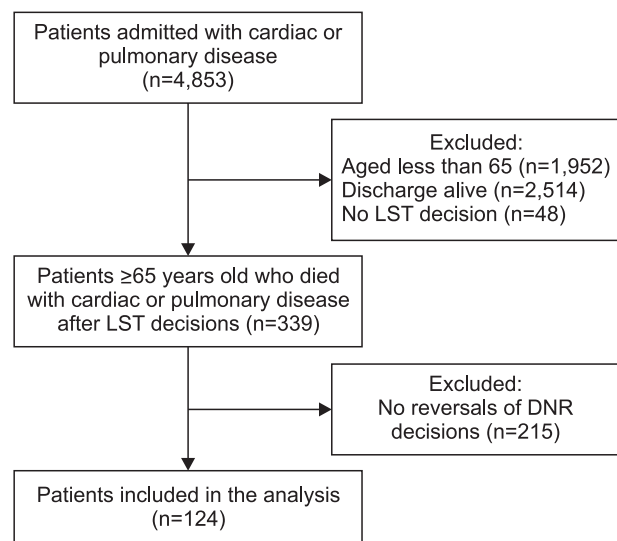 Patients admitted with cardiac or
pulmonary disease
(n=4,853)
Excluded:
Aged less than 65 (n=1,952)
Discharge alive (n=2,514)
No LST decision (n=48)
Patients ≥65 years old who died
with cardiac or pulmonary disease
after LST decisions (n=339)
Excluded:
No reversals of DNR
decisions (n=215)
Patients included in the analysis
(n=124)